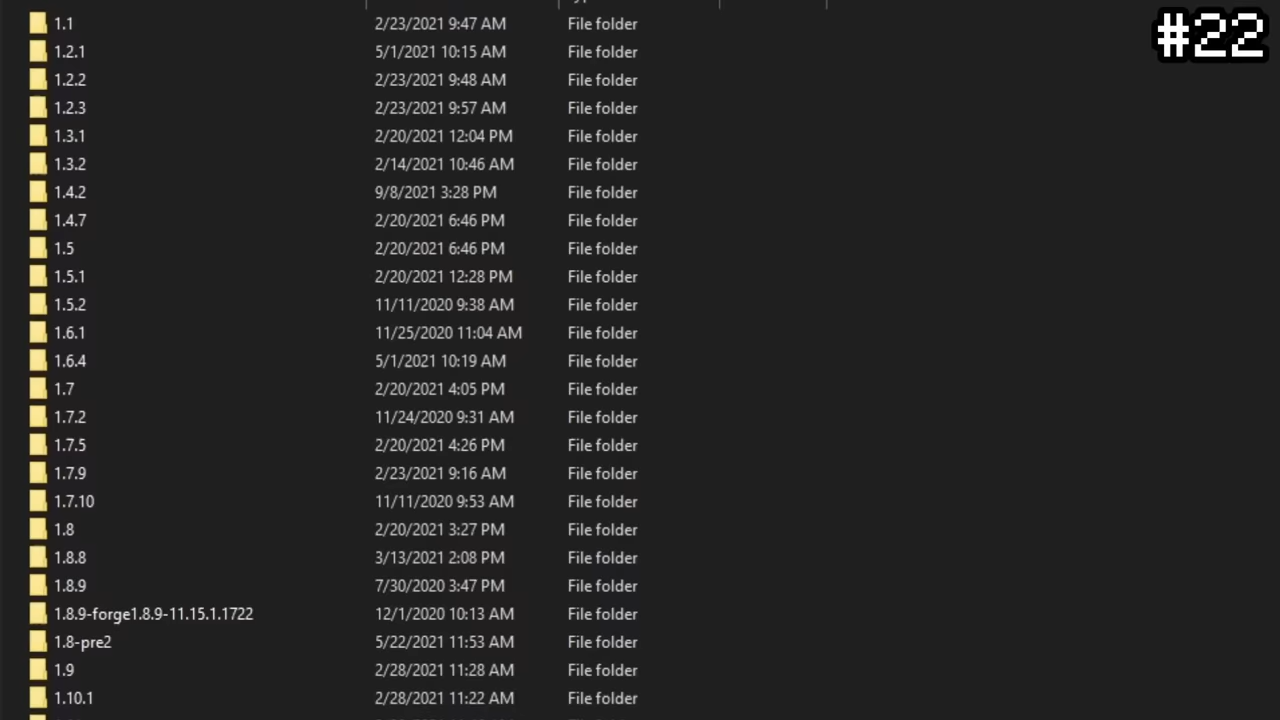 #22
1.1 2/23/2021 9:47 AM File folder
1.2.1 5/1/2021 10:15 AM File folder
1.2.2 2/23/2021 9:48 AM File folder
1.2.3 2/23/2021 9:57 AM File folder
1.3.1 2/20/2021 12:04 PM File folder
1.3.2 2/14/2021 10:46 AM File folder
1.4.2 9/8/2021 3:28 PM File folder
1.4.7 2/20/2021 6:46 PM File folder
1.5 2/20/2021 6:46 PM File folder
1.5.1 2/20/2021 12:28 PM File folder
1.5.2 11/11/2020 9:38 AM File folder
1.6.1 11/25/2020 11:04 AM File folder
1.6.4 5/1/2021 10:19 AM File folder
1.7 2/20/2021 4:05 PM File folder
1.7.2 11/24/2020 9:31 AM File folder
1.7.5 2/20/2021 4:26 PM File folder
1.7.9 2/23/2021 9:16 AM File folder
1.7.10 11/11/2020 9:53 AM File folder
1.8 2/20/2021 3:27 PM File folder
1.8.8 3/13/2021 2:08 PM File folder
1.8.9 7/30/2020 3:47 PM File folder
1.8.9-forge1.8.9-11.15.1.1722 12/1/2020 10:13 AM File folder
1.8-pre2 5/22/2021 11:53 AM File folder
1.9 2/28/2021 11:28 AM File folder
1.10.1 2/28/2021 11:22 AM File folder